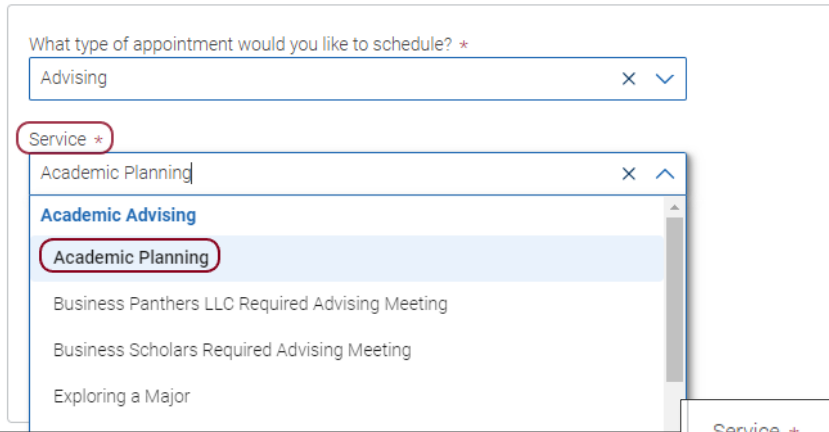 What type of appointment would you like to schedule? *
Advising
Service *
Academic Planning
Academic Advising
Academic Planning
Business Panthers LLC Required Advising Meeting
Business Scholars Required Advising Meeting
Exploring a Major
Service *